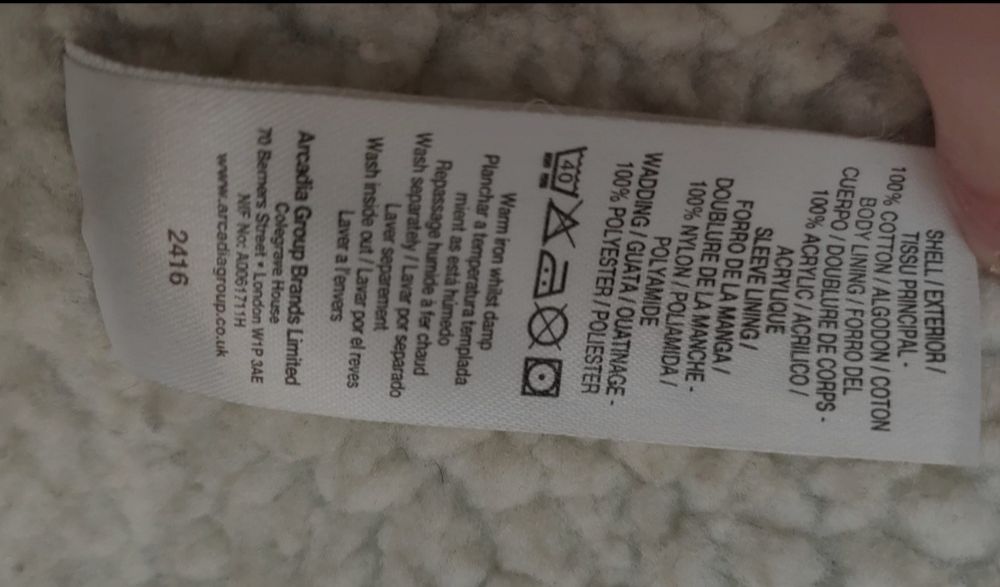 SHELL / EXTERIOR /
TISSU PRINCIPAL -
100% COTTON / ALGODON / COTON
BODY LINING / FORRO DEL
CUERPO / DOUBLURE DE CORPS -
100% ACRYLIC / ACRILICO /
ACRYLIQUE
SLEEVE LINING /
FORRO DE LA MANGA /
DOUBLURE DE LA MANCHE -
100% NYLON / POLIAMIDA /
POLYAMIDE
WADDING / GUATA / OUATINAGE -
100% POLYESTER / POLIESTER
40
Warm iron whilst damp
Planchar a temperatura templada
mient as está húmedo
Repassage humide à fer chaud
Wash separately / Lavar por separado
Laver separement
Wash inside out / Lavar por el reves
Laver a l'envers
Arcadia Group Brands Limited
Colegrave House
70 Berners Street • London W1P 3AE
NIF No: A0061711H
www.arcadiagroup.co.uk
2416